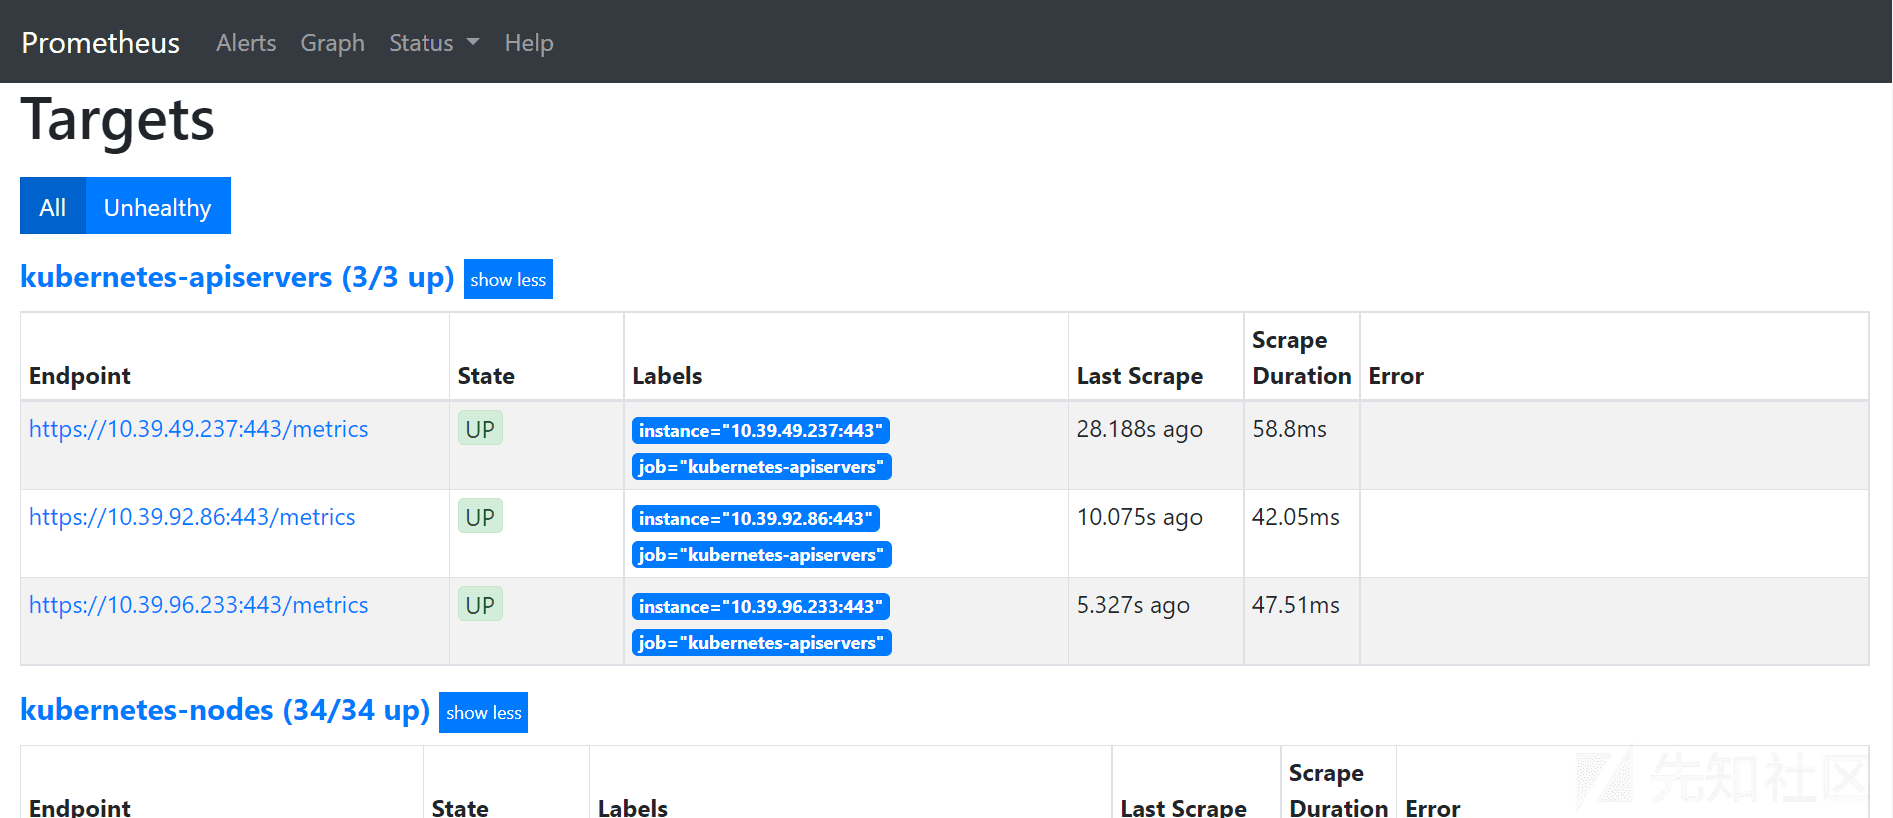 Prometheus Alerts Graph Status Help
Targets
All Unhealthy
kubernetes-apiservers (3/3 up) show less
Endpoint State Labels Last Scrape Scrape Duration Error
https://10.39.49.237:443/metrics UP instance="10.39.49.237:443" 28.188s ago 58.8ms
job="kubernetes-apiservers"
https://10.39.92.86:443/metrics UP instance="10.39.92.86:443" 10.075s ago 42.05ms
job="kubernetes-apiservers"
https://10.39.96.233:443/metrics UP instance="10.39.96.233:443" 5.327s ago 47.51ms
job="kubernetes-apiservers"
kubernetes-nodes (34/34 up) show less
Endpoint State Labels Last Scrape Scrape Duration Error
先知社区